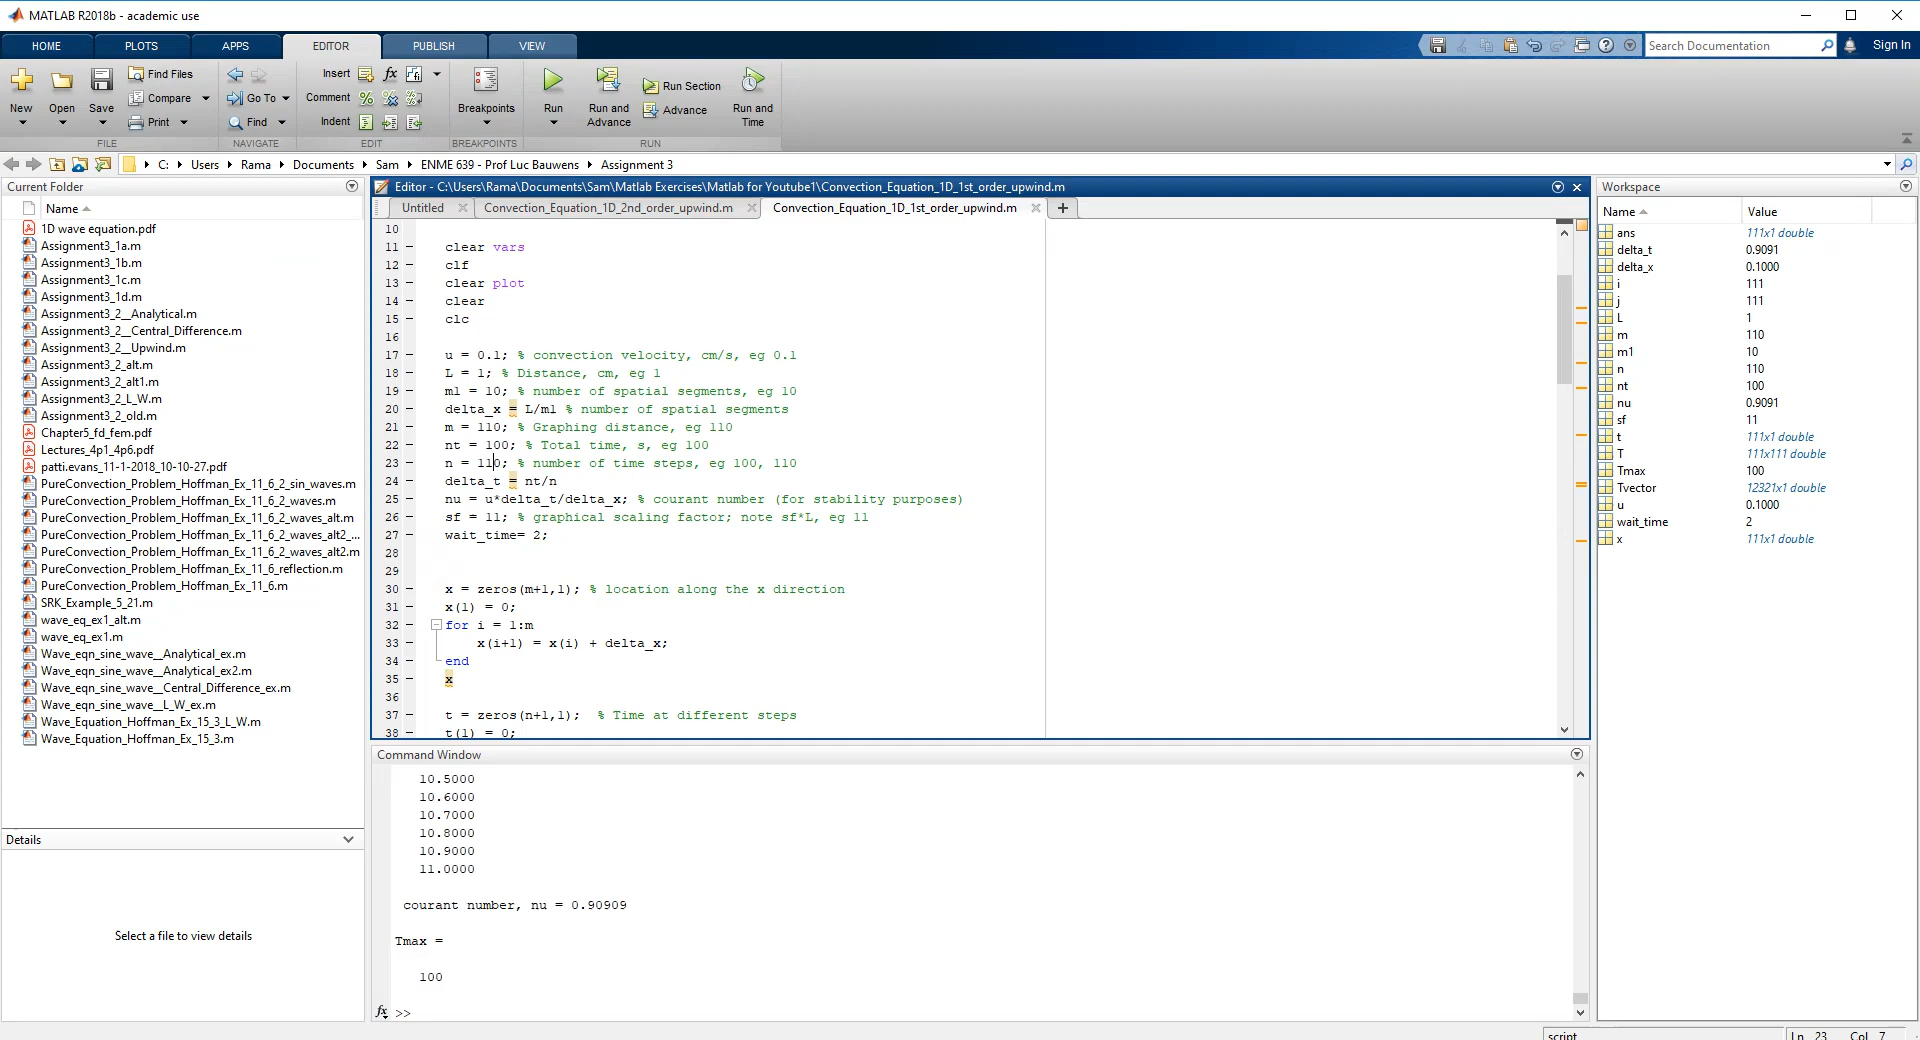 MATLAB R2018b - academic use
HOME PLOTS APPS EDITOR PUBLISH VIEW
Search Documentation
Sign In
New
Open
Save
Find Files
Compare
Print
FILE
Go To
Find
NAVIGATE
Insert fx
Comment
Indent
EDIT
Breakpoints
BREAKPOINTS
Run
Run and Advance
Run Section
Advance
Run and Time
RUN
C: Users Rama Documents Sam ENME 639 - Prof Luc Bauwens Assignment 3
Current Folder
Name
1D wave equation.pdf
Assignment3_1a.m
Assignment3_1b.m
Assignment3_1c.m
Assignment3_1d.m
Assignment3_2__Analytical.m
Assignment3_2__Central_Difference.m
Assignment3_2__Upwind.m
Assignment3_2_alt.m
Assignment3_2_alt1.m
Assignment3_2_L_W.m
Assignment3_2_old.m
Chapter5_fd_fem.pdf
Lectures_4p1_4p6.pdf
patti.evans_11-1-2018_10-10-27.pdf
PureConvection_Problem_Hoffman_Ex_11_6_2_sin_waves.m
PureConvection_Problem_Hoffman_Ex_11_6_2_waves.m
PureConvection_Problem_Hoffman_Ex_11_6_2_waves_alt.m
PureConvection_Problem_Hoffman_Ex_11_6_2_waves_alt2_...
PureConvection_Problem_Hoffman_Ex_11_6_2_waves_alt2.m
PureConvection_Problem_Hoffman_Ex_11_6_reflection.m
PureConvection_Problem_Hoffman_Ex_11_6.m
SRK_Example_5_21.m
wave_eq_ex1_alt.m
wave_eq_ex1.m
Wave_eqn_sine_wave__Analytical_ex.m
Wave_eqn_sine_wave__Analytical_ex2.m
Wave_eqn_sine_wave__Central_Difference_ex.m
Wave_eqn_sine_wave__L_W_ex.m
Wave_Equation_Hoffman_Ex_15_3_L_W.m
Wave_Equation_Hoffman_Ex_15_3.m
Details
Select a file to view details
Editor - C:\Users\Rama\Documents\Sam\Matlab Exercises\Matlab for Youtube1\Convection_Equation_1D_1st_order_upwind.m
Untitled Convection_Equation_1D_2nd_order_upwind.m Convection_Equation_1D_1st_order_upwind.m
10
11 - clear vars
12 - clf
13 - clear plot
14 - clear
15 - clc
16
17 - u = 0.1; % convection velocity, cm/s, eg 0.1
18 - L = 1; % Distance, cm, eg 1
19 - m1 = 10; % number of spatial segments, eg 10
20 - delta_x = L/m1 % number of spatial segments
21 - m = 110; % Graphing distance, eg 110
22 - nt = 100; % Total time, s, eg 100
23 - n = 110; % number of time steps, eg 100, 110
24 - delta_t = nt/n
25 - nu = u*delta_t/delta_x; % courant number (for stability purposes)
26 - sf = 11; % graphical scaling factor; note sf*L, eg 11
27 - wait_time= 2;
28
29
30 - x = zeros(m+1,1); % location along the x direction
31 - x(1) = 0;
32 - for i = 1:m
33 - x(i+1) = x(i) + delta_x;
34 - end
35 - x
36
37 - t = zeros(n+1,1); % Time at different steps
38 - t(1) = 0;
Command Window
10.5000
10.6000
10.7000
10.8000
10.9000
11.0000
courant number, nu = 0.90909
Tmax =
100
fx >>
Workspace
Name Value
ans 111x1 double
delta_t 0.9091
delta_x 0.1000
i 111
j 111
L 1
m 110
m1 10
n 110
nt 100
nu 0.9091
sf 11
t 111x1 double
T 111x111 double
Tmax 100
Tvector 12321x1 double
u 0.1000
wait_time 2
x 111x1 double
script Ln 23 Col 7